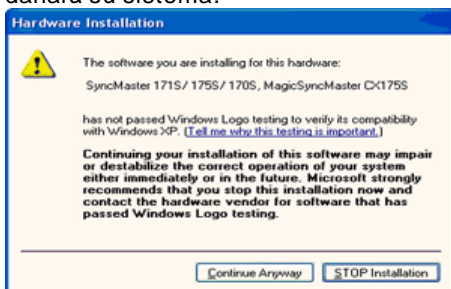 Hardware Installation
The software you are installing for this hardware:
SyncMaster 171S/ 175S/ 170S, MagicSyncMaster CX175S
has not passed Windows Logo testing to verify its compatibility
with Windows XP. (Tell me why this testing is important.)
Continuing your installation of this software may impair
or destabilize the correct operation of your system
either immediately or in the future. Microsoft strongly
recommends that you stop this installation now and
contact the hardware vendor for software that has
passed Windows Logo testing.
Continue Anyway STOP Installation